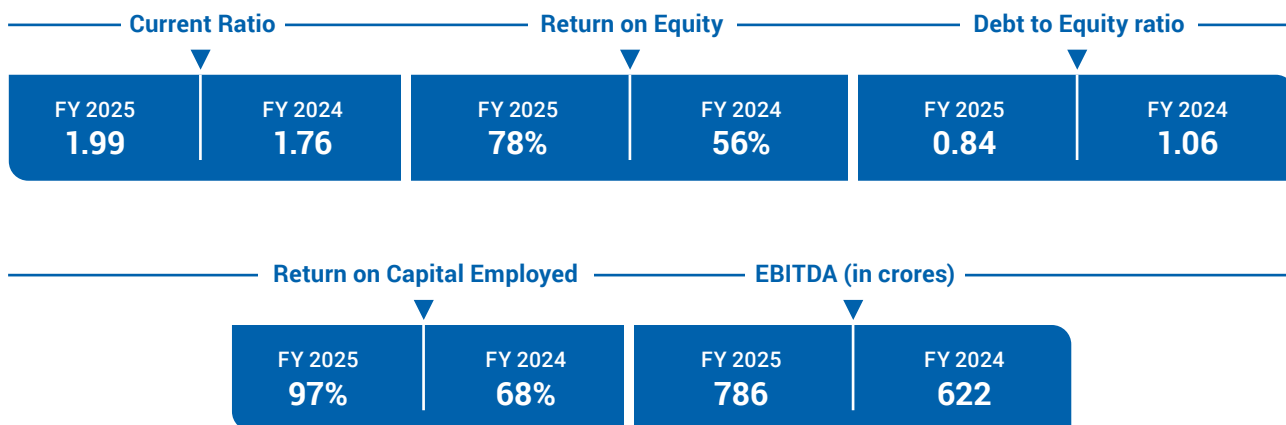 Current Ratio
Return on Equity
Debt to Equity ratio
FY 2025
1.99
FY 2024
1.76
FY 2025
78%
FY 2024
56%
FY 2025
0.84
FY 2024
1.06
Return on Capital Employed
EBITDA (in crores)
FY 2025
97%
FY 2024
68%
FY 2025
786
FY 2024
622